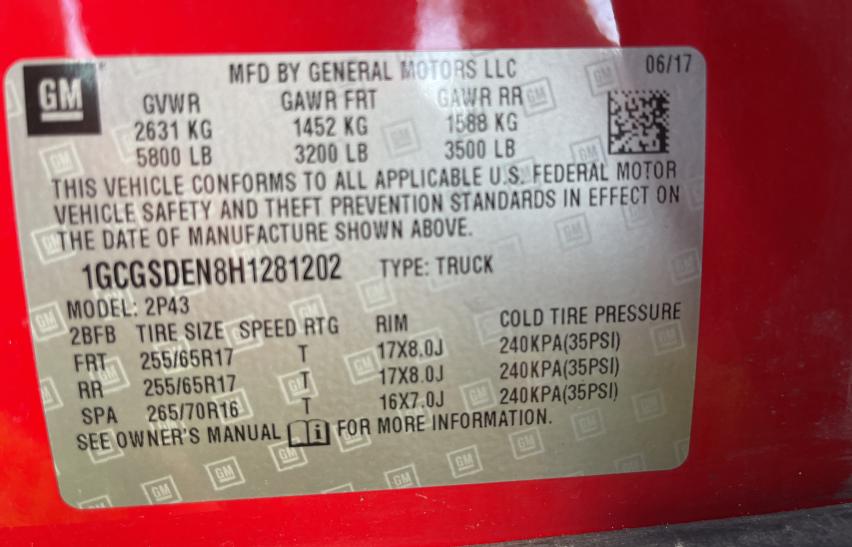 GM
MFD BY GENERAL MOTORS LLC 06/17
GVWR GAWR FRT GAWR RR
2631 KG 1452 KG 1588 KG
5800 LB 3200 LB 3500 LB
THIS VEHICLE CONFORMS TO ALL APPLICABLE U.S. FEDERAL MOTOR
VEHICLE SAFETY AND THEFT PREVENTION STANDARDS IN EFFECT ON
THE DATE OF MANUFACTURE SHOWN ABOVE.
1GCGSDEN8H1281202 TYPE: TRUCK
MODEL: 2P43
2BFB TIRE SIZE SPEED RTG RIM COLD TIRE PRESSURE
FRT 255/65R17 T 17X8.0J 240KPA(35PSI)
RR 255/65R17 T 17X8.0J 240KPA(35PSI)
SPA 265/70R16 T 16X7.0J 240KPA(35PSI)
SEE OWNER'S MANUAL i FOR MORE INFORMATION.